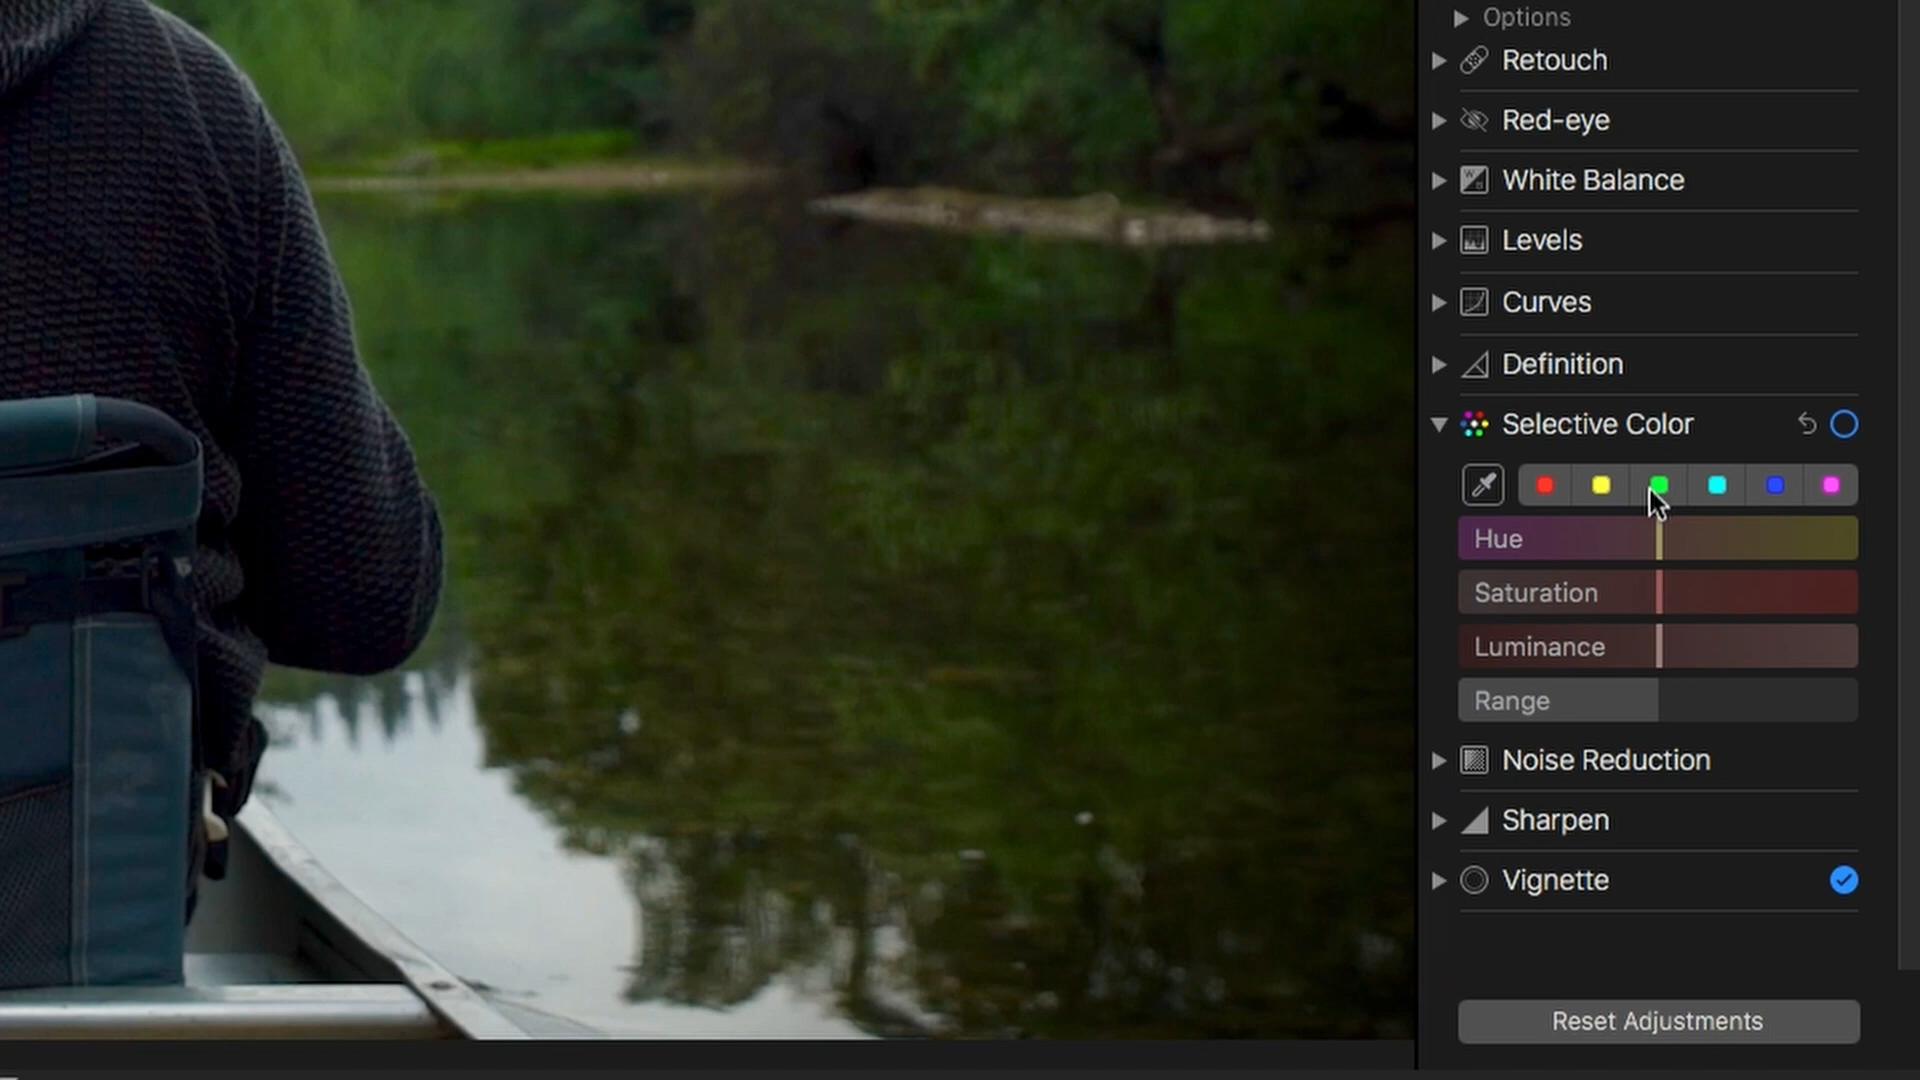 Options
Retouch
Red-eye
White Balance
Levels
Curves
Definition
Selective Color
Hue
Saturation
Luminance
Range
Noise Reduction
Sharpen
Vignette
Reset Adjustments